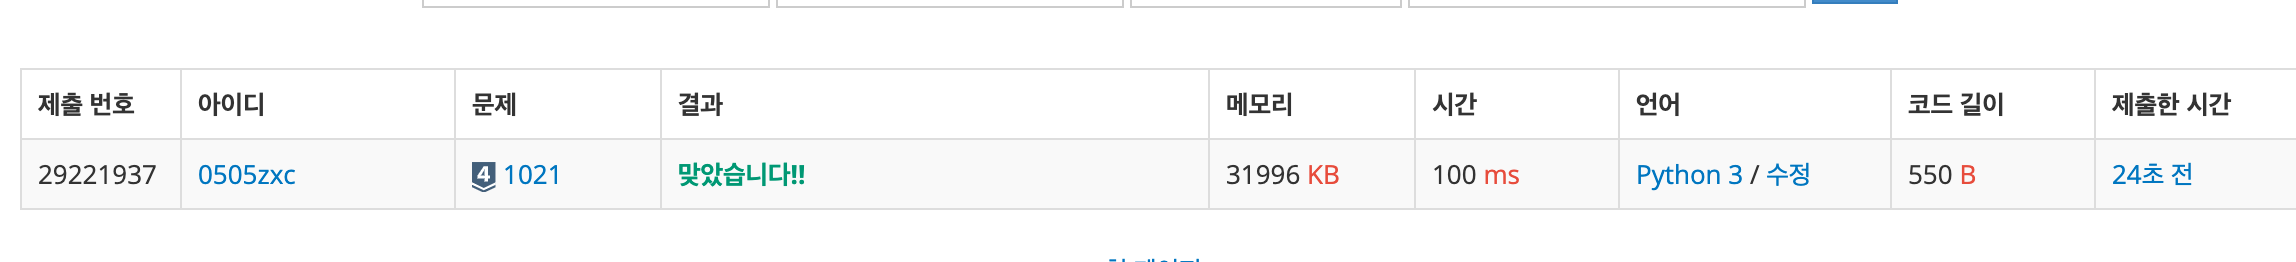 제출 번호 아이디 문제 결과 메모리 시간 언어 코드 길이 제출한 시간
29221937 0505zxc 4 1021 맞았습니다!! 31996 KB 100 ms Python 3 / 수정 550 B 24초 전